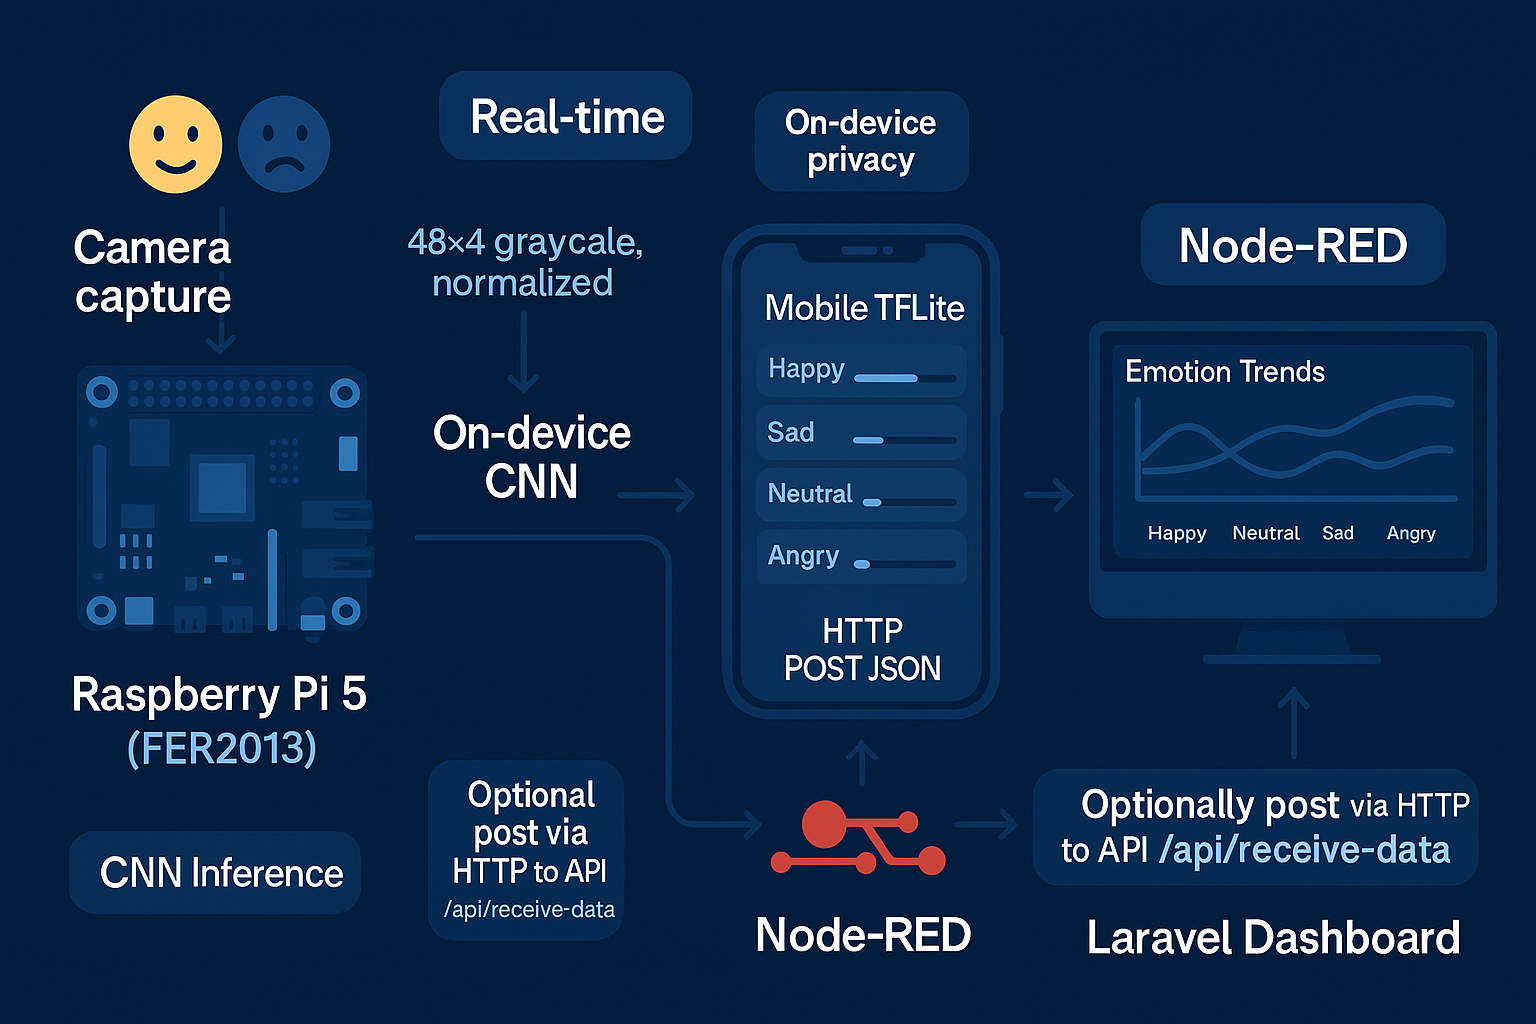 Real-time
On-device
privacy
Camera
capture
48×4 graycale,
normalized
On-device
CNN
Raspberry Pi 5
(FER2013)
CNN Inference
Optional
post via
HTTP to API
/api/receive-data
Mobile TFLite
Happy
Sad
Neutral
Angry
HTTP
POST JSON
Node-RED
Node-RED
Emotion Trends
Happy Neutral Sad Angry
Optionally post via HTTP
to API /api/receive-data
Laravel Dashboard